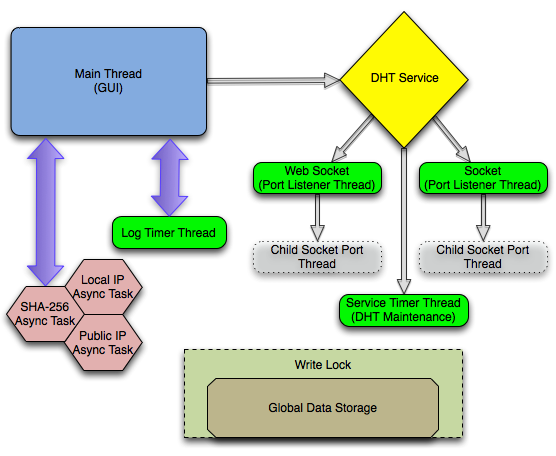 Main Thread
(GUI)
DHT Service
Web Socket
(Port Listener Thread)
Socket
(Port Listener Thread)
Log Timer Thread
Child Socket Port
Thread
Child Socket Port
Thread
Local IP
Async Task
SHA-256
Async Task
Public IP
Async Task
Service Timer Thread
(DHT Maintenance)
Write Lock
Global Data Storage